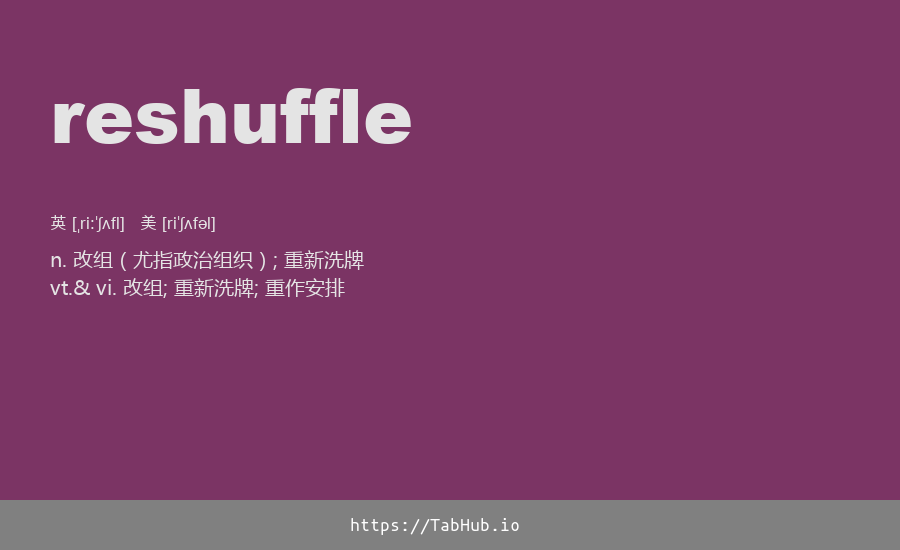 reshuffle
英 [ˌriːˈʃʌfl]   美 [riˈʃʌfəl]
n. 改组（尤指政治组织）; 重新洗牌
vt.& vi. 改组; 重新洗牌; 重作安排
https://TabHub.io